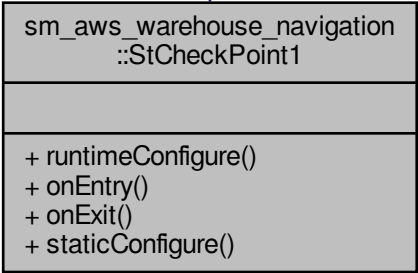 sm_aws_warehouse_navigation
::StCheckPoint1
+ runtimeConfigure()
+ onEntry()
+ onExit()
+ staticConfigure()